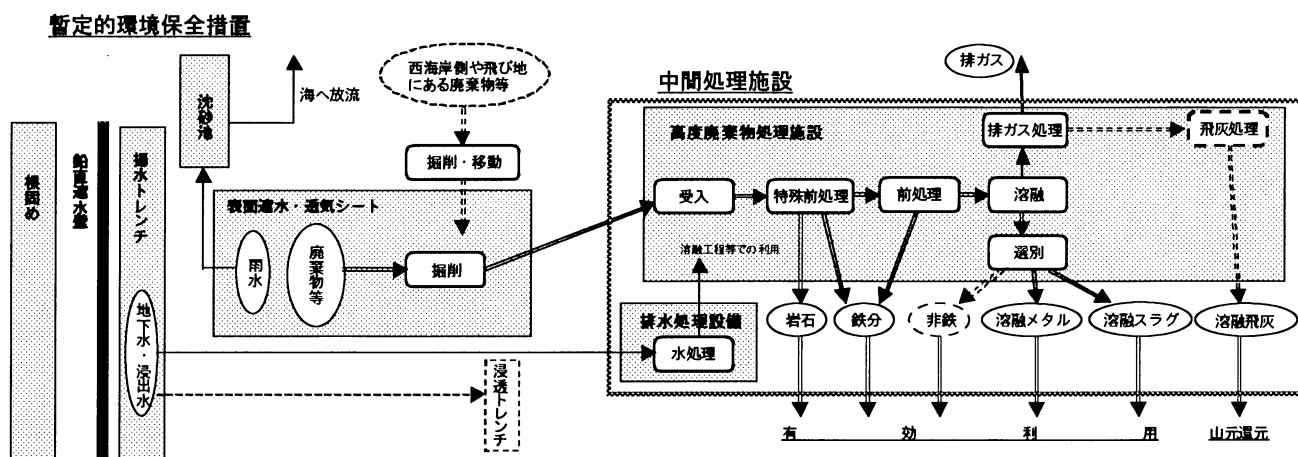 暫定的環境保全措置
沈砂池
海へ放流
西海岸側や飛び地
にある廃棄物等
掘削・移動
根固め
鉛直遮水壁
揚水トレンチ
表面遮水・通気シート
雨水
廃棄物等
掘削
地下水・浸出水
浸透トレンチ
中間処理施設
排ガス
高度廃棄物処理施設
排ガス処理
飛灰処理
受入
特殊前処理
前処理
溶融
選別
溶融工程等での利用
排水処理設備
水処理
岩石
鉄分
非鉄
溶融メタル
溶融スラグ
溶融飛灰
有効利用
山元還元